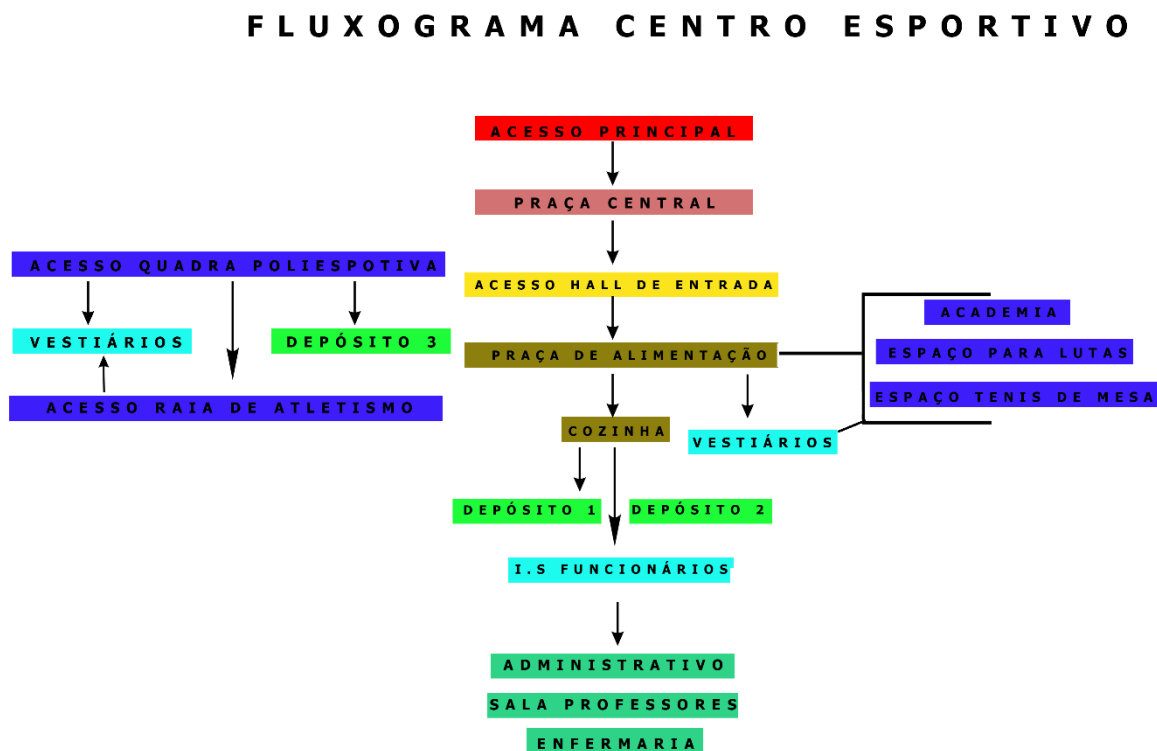 FLUXOGRAMA CENTRO ESPORTIVO
ACESSO PRINCIPAL
PRAÇA CENTRAL
ACESSO QUADRA POLIESPOTIVA
ACESSO HALL DE ENTRADA
ACADEMIA
VESTIÁRIOS
DEPÓSITO 3
PRAÇA DE ALIMENTAÇÃO
ESPAÇO PARA LUTAS
ACESSO RAIA DE ATLETISMO
ESPAÇO TENIS DE MESA
COZINHA
VESTIÁRIOS
DEPÓSITO 1
DEPÓSITO 2
I.S FUNCIONÁRIOS
ADMINISTRATIVO
SALA PROFESSORES
ENFERMARIA